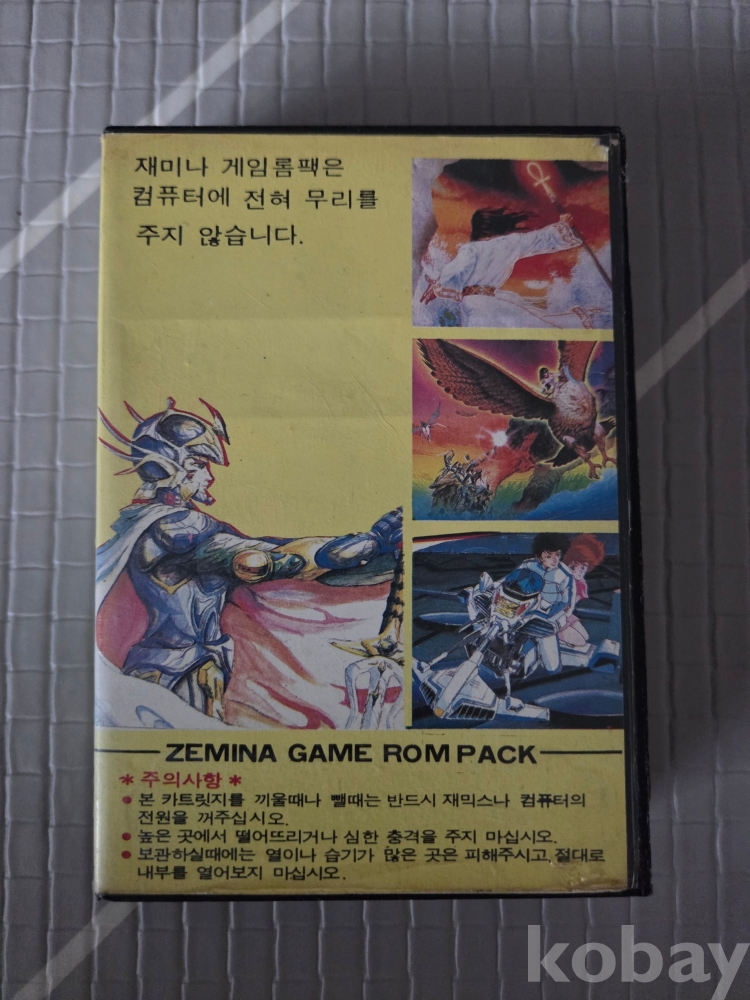 재미나 게임롬팩은
컴퓨터에 전혀 무리를
주지 않습니다.
ZEMINA GAME ROM PACK
* 주의사항 *
• 본 카트릿지를 끼울때나 뺄때는 반드시 재믹스나 컴퓨터의
전원을 꺼주십시오.
• 높은 곳에서 떨어뜨리거나 심한 충격을 주지 마십시오.
• 보관하실때에는 열이나 습기가 많은 곳은 피해주시고, 절대로
내부를 열어보지 마십시오.
kobay